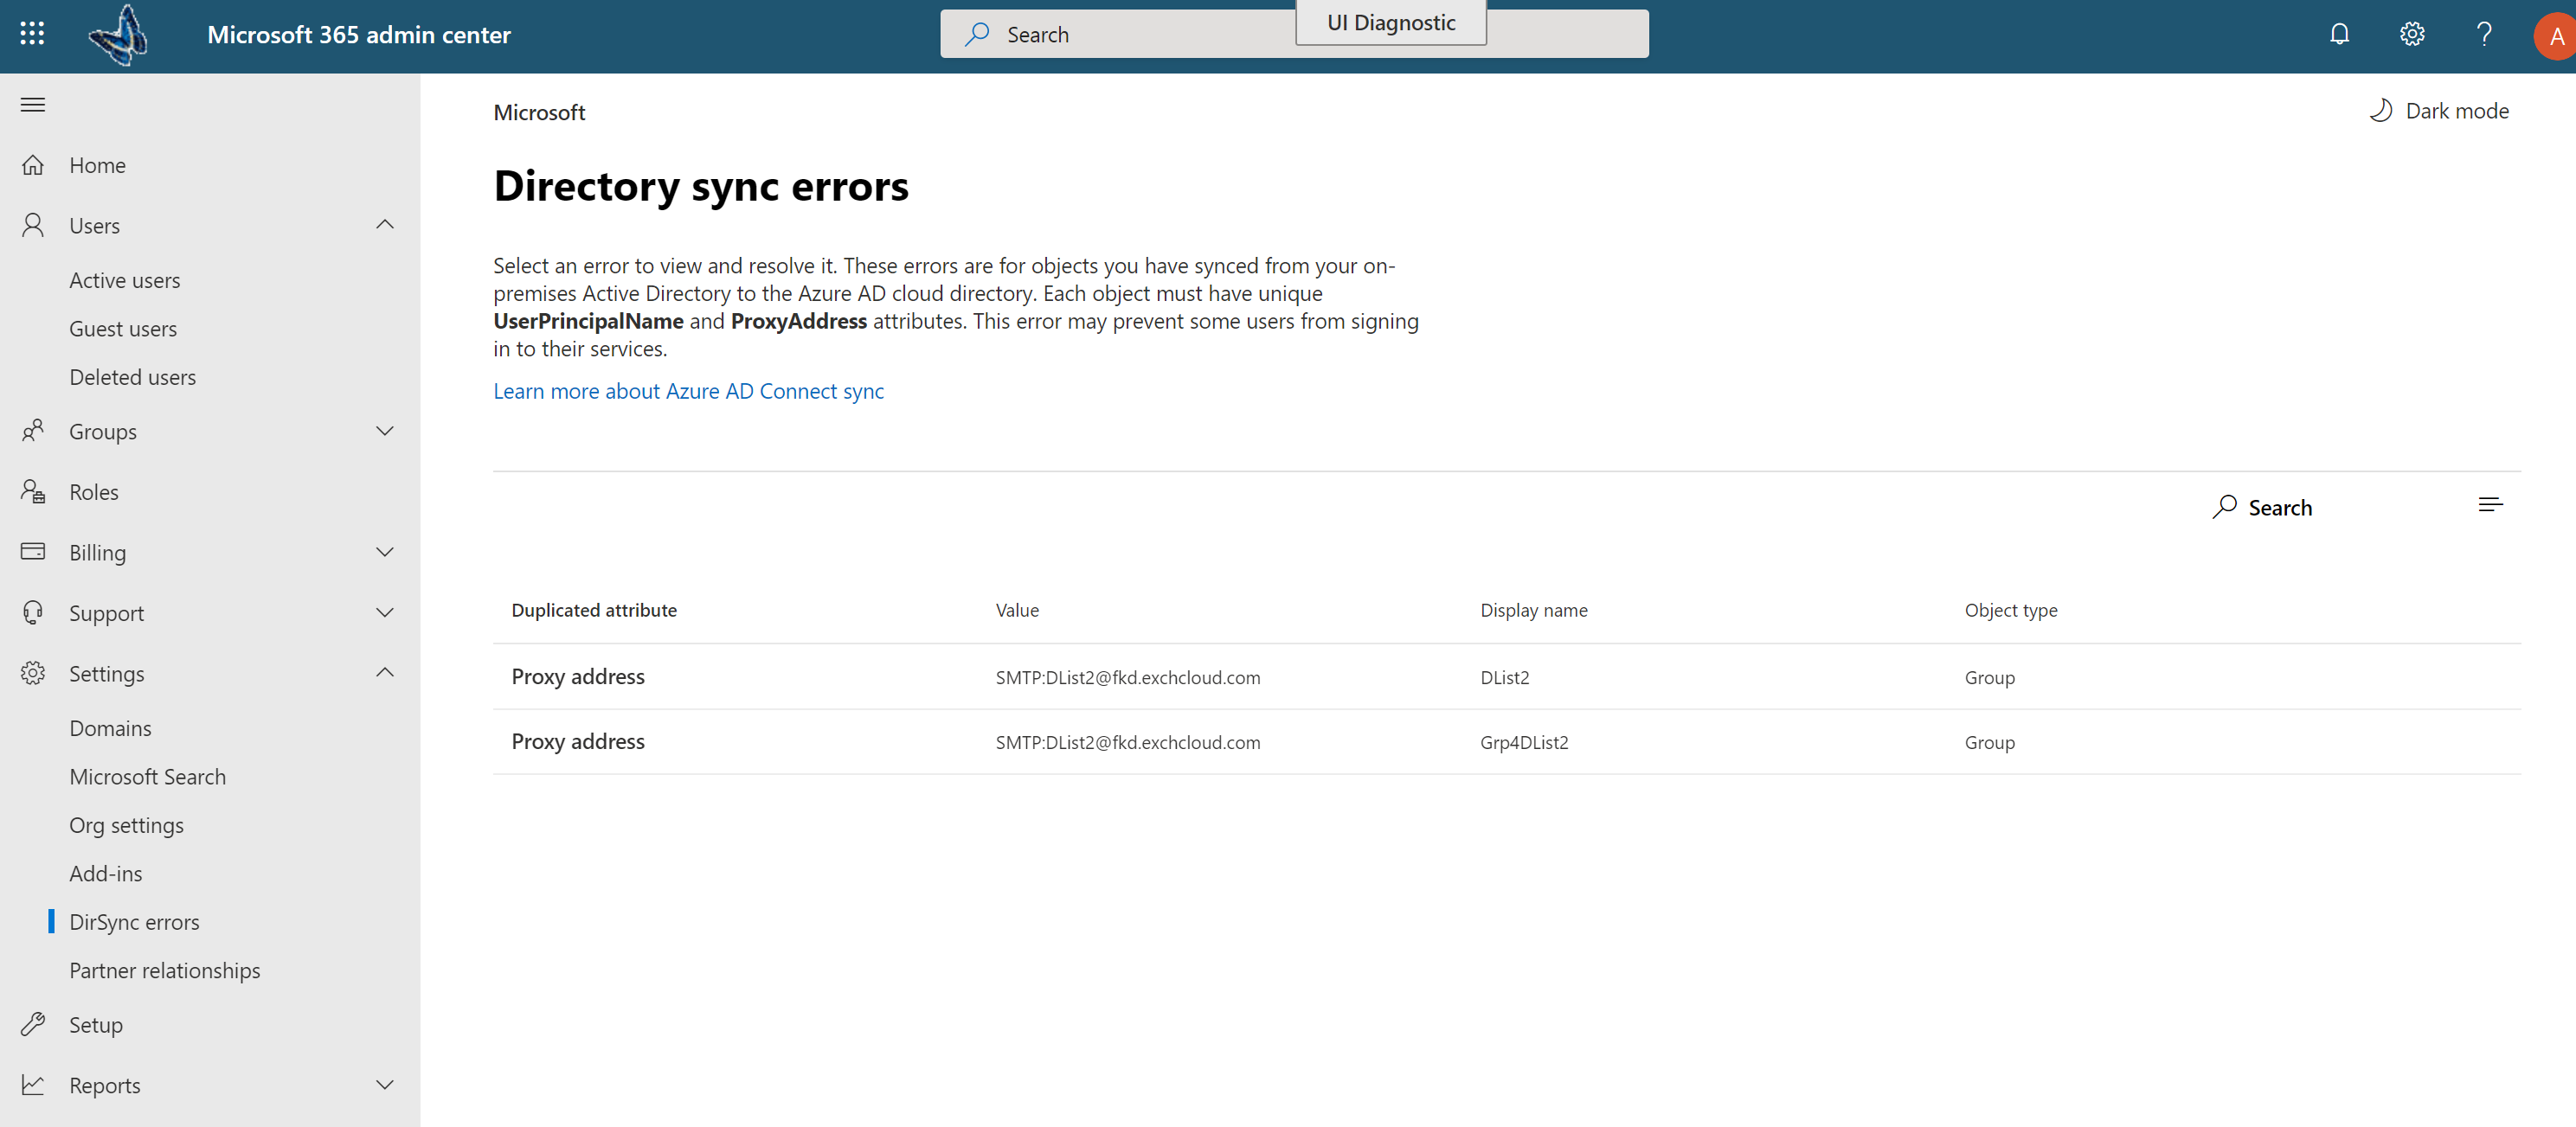 Microsoft 365 admin center
Search
UI Diagnostic
A
Home
Users
Active users
Guest users
Deleted users
Groups
Roles
Billing
Support
Settings
Domains
Microsoft Search
Org settings
Add-ins
DirSync errors
Partner relationships
Setup
Reports
Microsoft
Dark mode
Directory sync errors
Select an error to view and resolve it. These errors are for objects you have synced from your on-
premises Active Directory to the Azure AD cloud directory. Each object must have unique
UserPrincipalName and ProxyAddress attributes. This error may prevent some users from signing
in to their services.
Learn more about Azure AD Connect sync
Search
Duplicated attribute Value Display name Object type
Proxy address SMTP:DList2@fkd.exchcloud.com DList2 Group
Proxy address SMTP:DList2@fkd.exchcloud.com Grp4DList2 Group